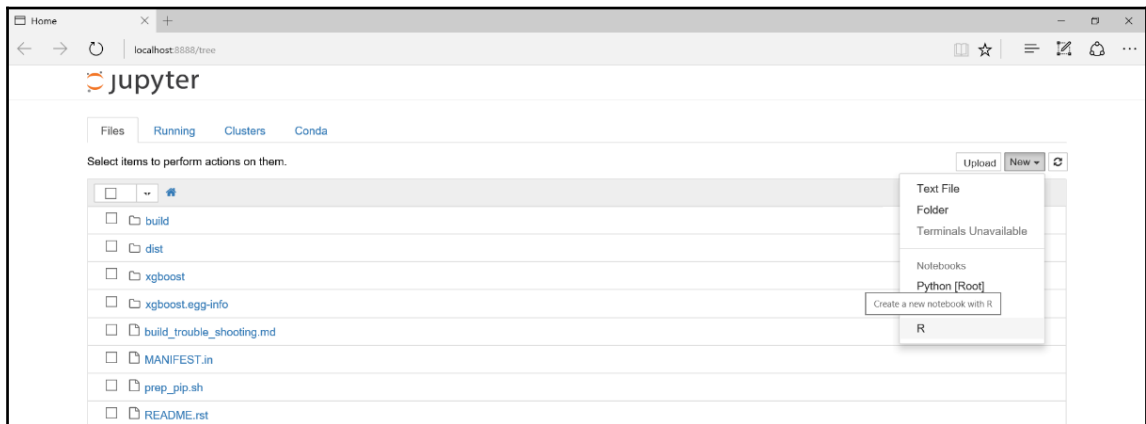 Home
localhost:8888/tree
jupyter
Files Running Clusters Conda
Select items to perform actions on them.
Upload New
Text File
Folder
Terminals Unavailable
Notebooks
Python [Root]
Create a new notebook with R
R
build
dist
xgboost
xgboost.egg-info
build_trouble_shooting.md
MANIFEST.in
prep_pip.sh
README.rst